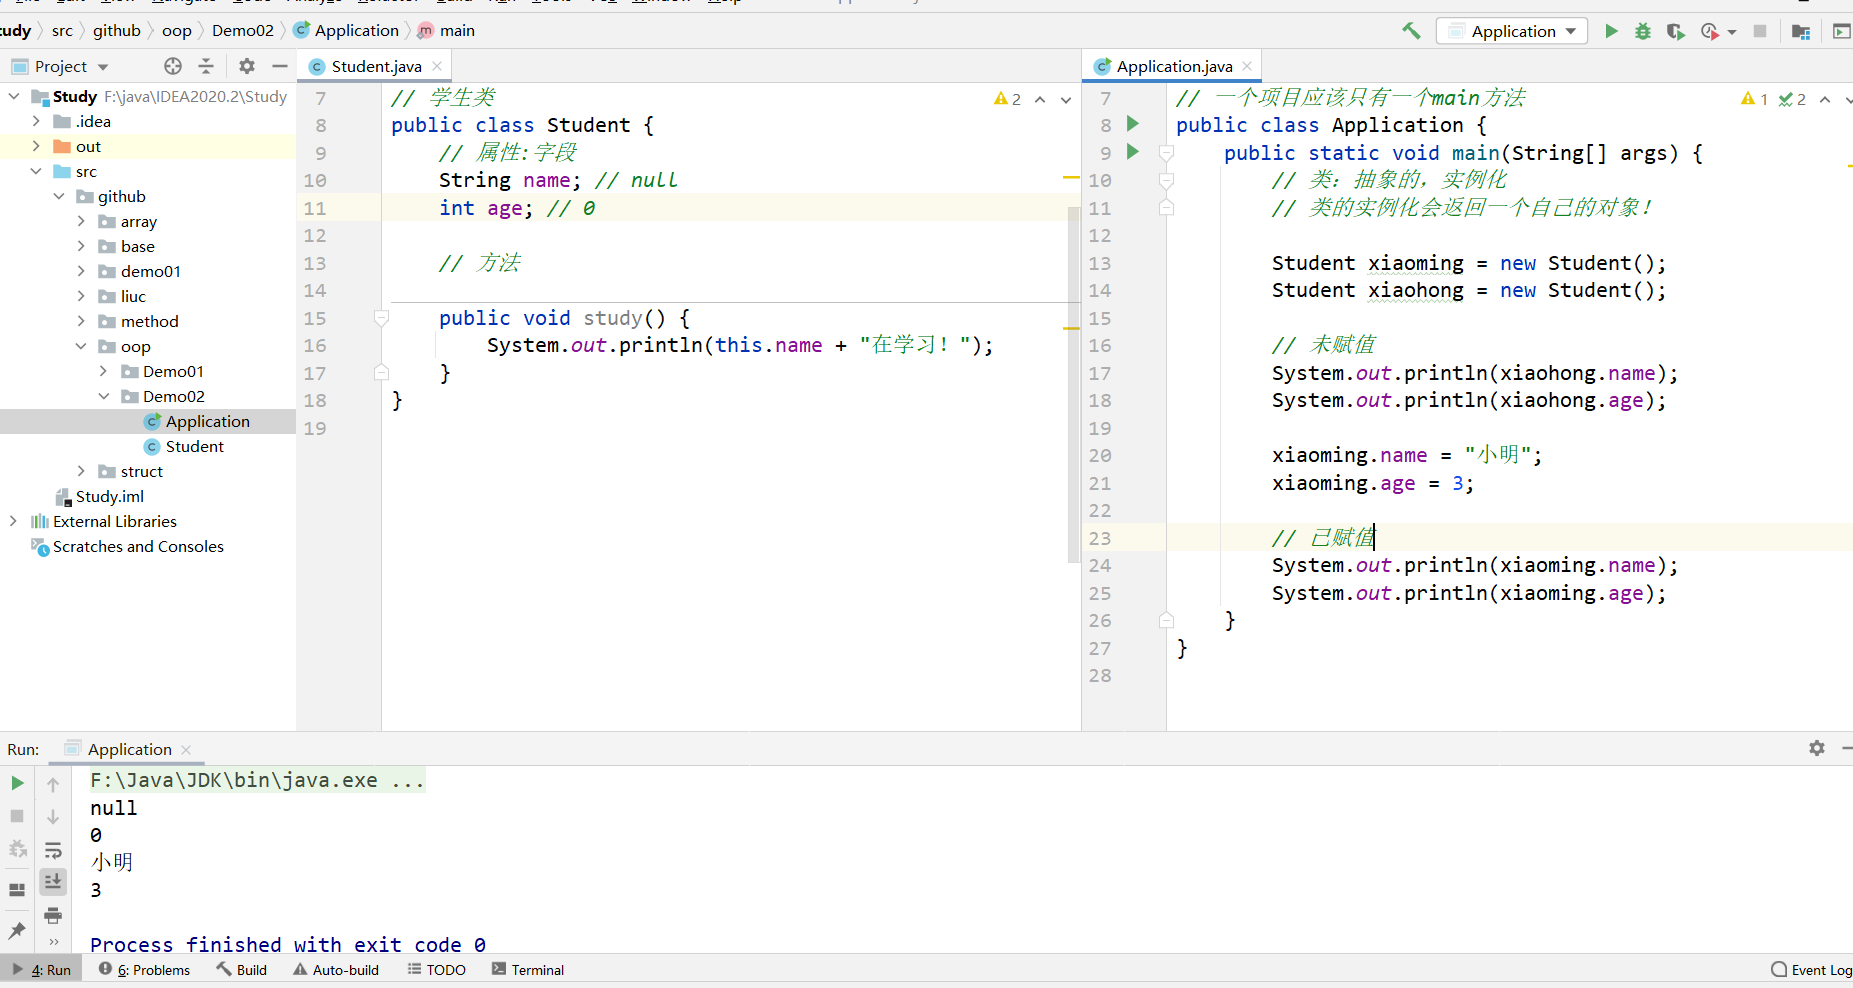 tudy src github oop Demo02 Application main
Application
Project
Student.java
Application.java
Study F:\java\IDEA2020.2\Study
.idea
out
src
github
array
base
demo01
liuc
method
oop
Demo01
Demo02
Application
Student
struct
Study.iml
External Libraries
Scratches and Consoles
2
7 // 学生类
8 public class Student {
9 // 属性:字段
10 String name; // null
11 int age; // 0
12
13 // 方法
14
15 public void study() {
16 System.out.println(this.name + "在学习！");
17 }
18 }
19
1 2
7 // 一个项目应该只有一个main方法
8 public class Application {
9 public static void main(String[] args) {
10 // 类：抽象的，实例化
11 // 类的实例化会返回一个自己的对象！
12
13 Student xiaoming = new Student();
14 Student xiaohong = new Student();
15
16 // 未赋值
17 System.out.println(xiaohong.name);
18 System.out.println(xiaohong.age);
19
20 xiaoming.name = "小明";
21 xiaoming.age = 3;
22
23 // 已赋值
24 System.out.println(xiaoming.name);
25 System.out.println(xiaoming.age);
26 }
27 }
28
Run: Application
F:\Java\JDK\bin\java.exe ...
null
0
小明
3
Process finished with exit code 0
4: Run 6: Problems Build Auto-build TODO Terminal Event Log